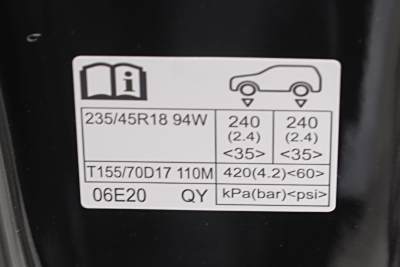 235/45R18 94W 240 240
(2.4) (2.4)
<35> <35>
T155/70D17 110M 420(4.2)<60>
06E20 QY kPa(bar)<psi>